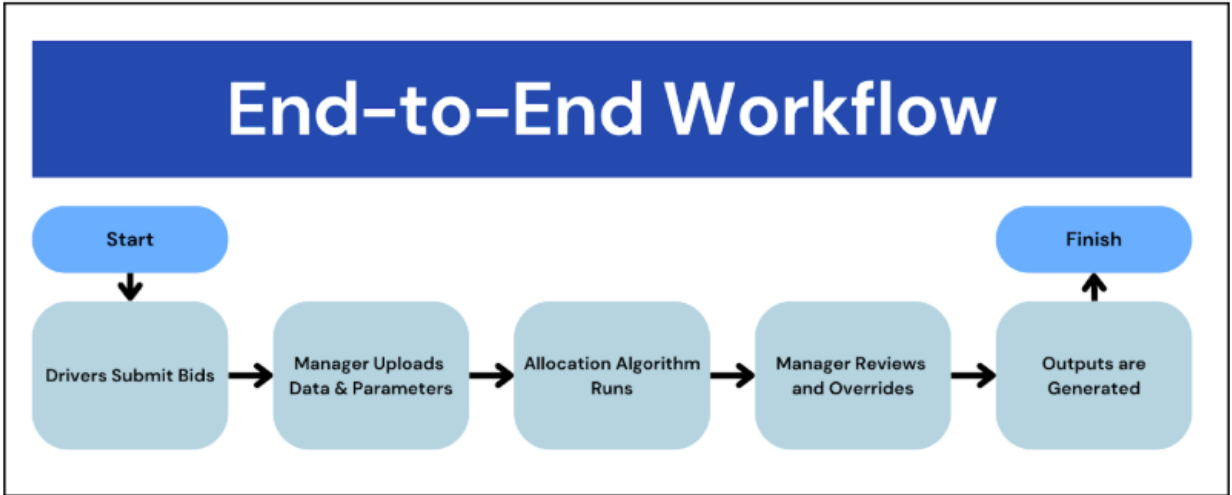 End-to-End Workflow
Start
Finish
Drivers Submit Bids
Manager Uploads
Data & Parameters
Allocation Algorithm
Runs
Manager Reviews
and Overrides
Outputs are
Generated